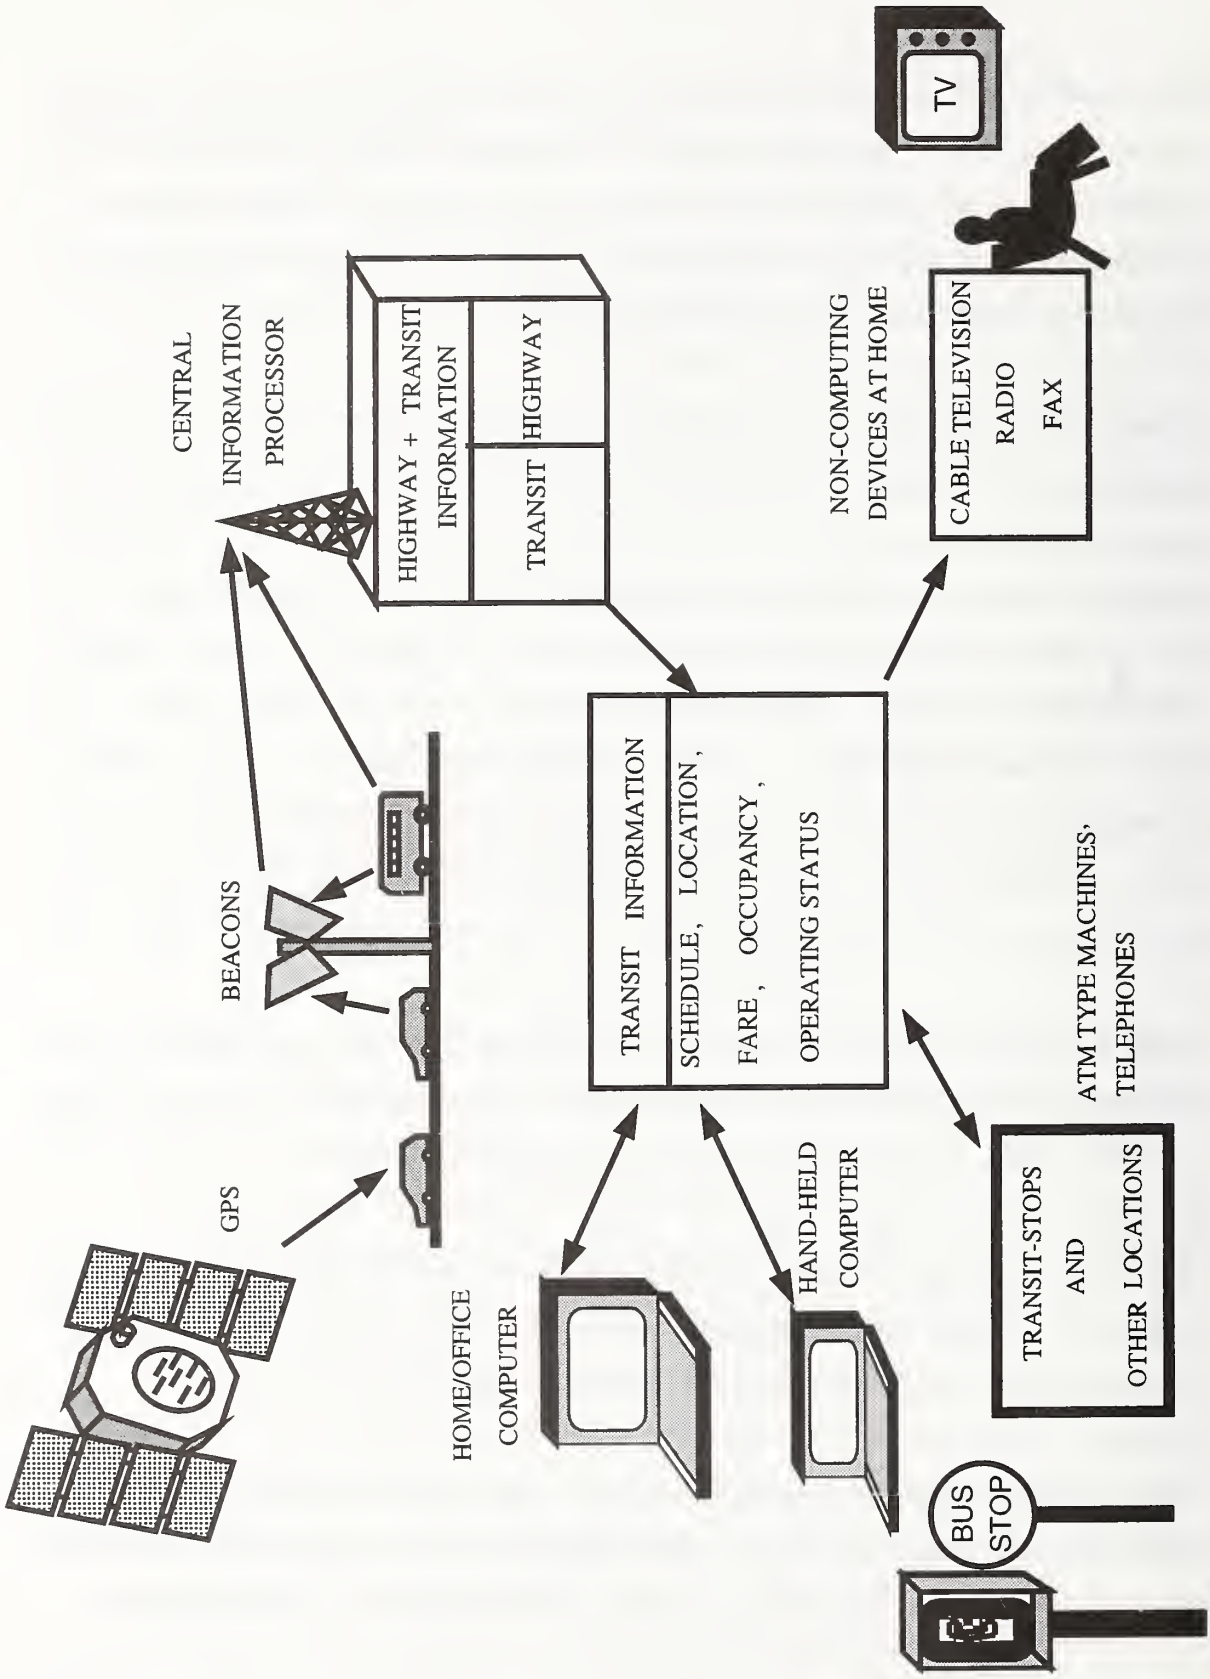 GPS
BEACONS
CENTRAL
INFORMATION
PROCESSOR
HIGHWAY + TRANSIT
INFORMATION
TRANSIT
HIGHWAY
HOME/OFFICE
COMPUTER
TRANSIT INFORMATION
SCHEDULE, LOCATION,
FARE, OCCUPANCY,
OPERATING STATUS
HAND-HELD
COMPUTER
NON-COMPUTING
DEVICES AT HOME
CABLE TELEVISION
RADIO
FAX
TV
BUS
STOP
TRANSIT-STOPS
AND
OTHER LOCATIONS
ATM TYPE MACHINES,
TELEPHONES